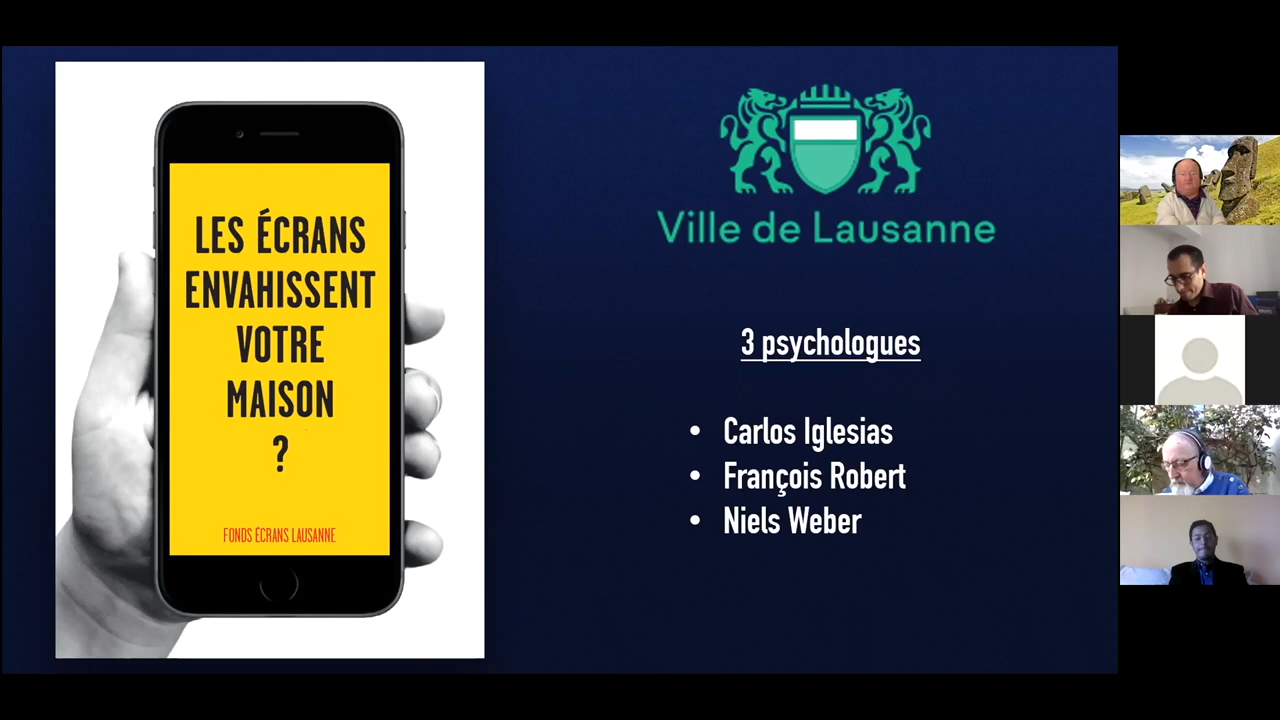 LES ÉCRANS
ENVAHISSENT
VOTRE
MAISON
?
FONDS ÉCRANS LAUSANNE
Ville de Lausanne
3 psychologues
• Carlos Iglesias
• François Robert
• Niels Weber